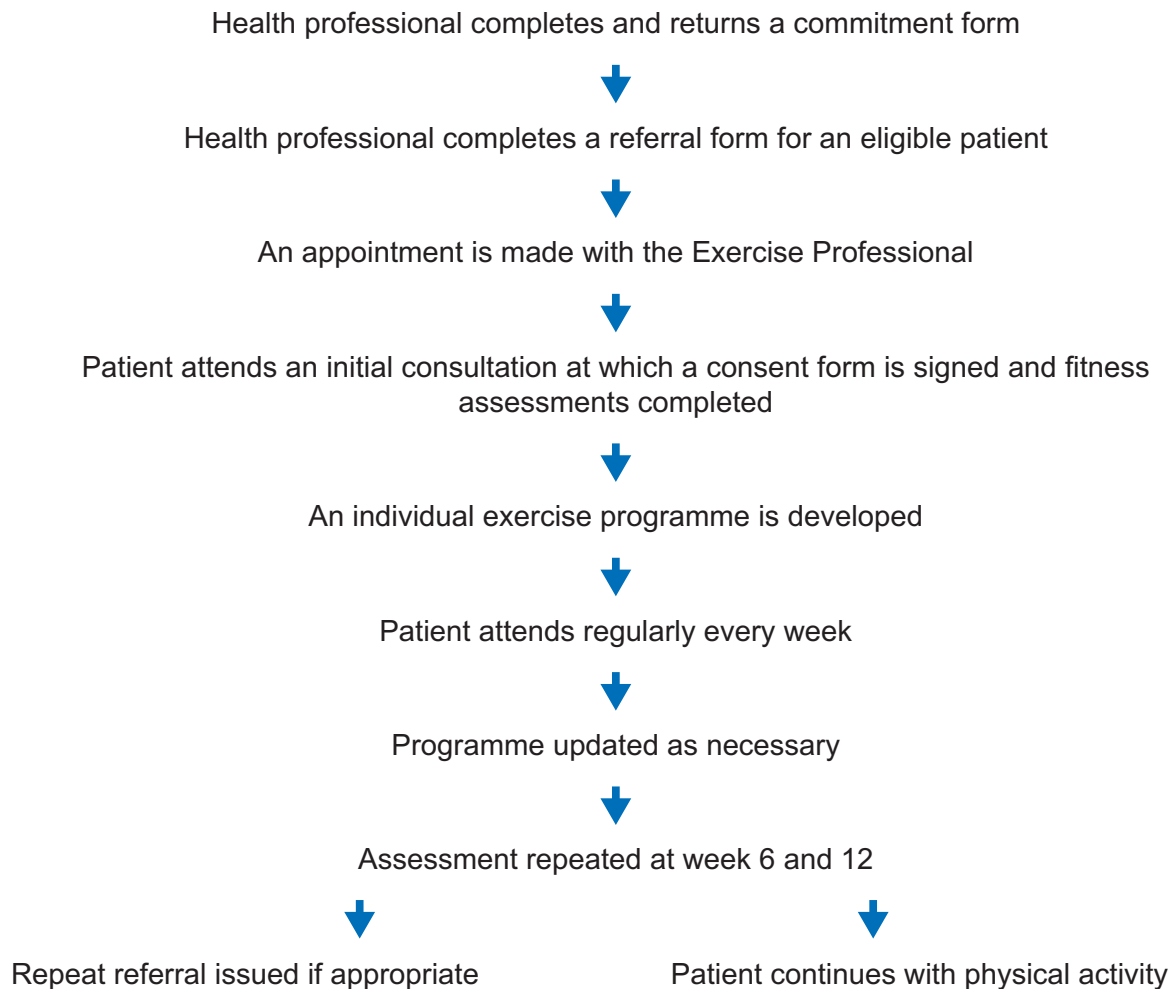 Health professional completes and returns a commitment form
Health professional completes a referral form for an eligible patient
An appointment is made with the Exercise Professional
Patient attends an initial consultation at which a consent form is signed and fitness
assessments completed
An individual exercise programme is developed
Patient attends regularly every week
Programme updated as necessary
Assessment repeated at week 6 and 12
Repeat referral issued if appropriate
Patient continues with physical activity